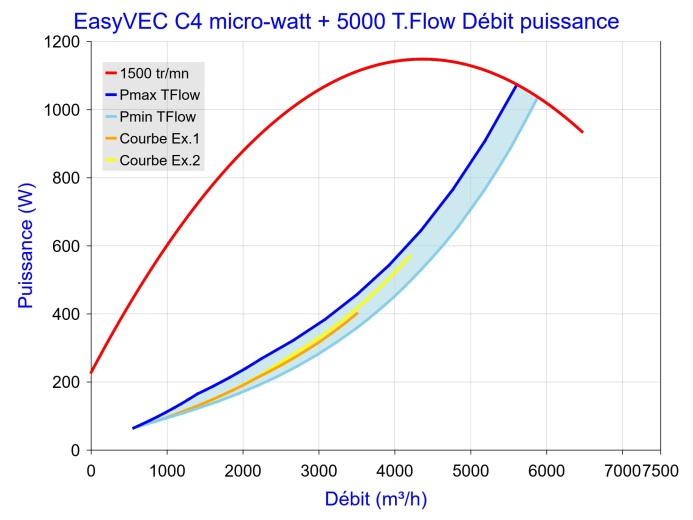 EasyVEC C4 micro-watt + 5000 T.Flow Débit puissance
1200
1000
800
600
400
200
0
Puissance (W)
1500 tr/mn
Pmax TFlow
Pmin TFlow
Courbe Ex.1
Courbe Ex.2
0 1000 2000 3000 4000 5000 6000 7000 7500
Débit (m³/h)